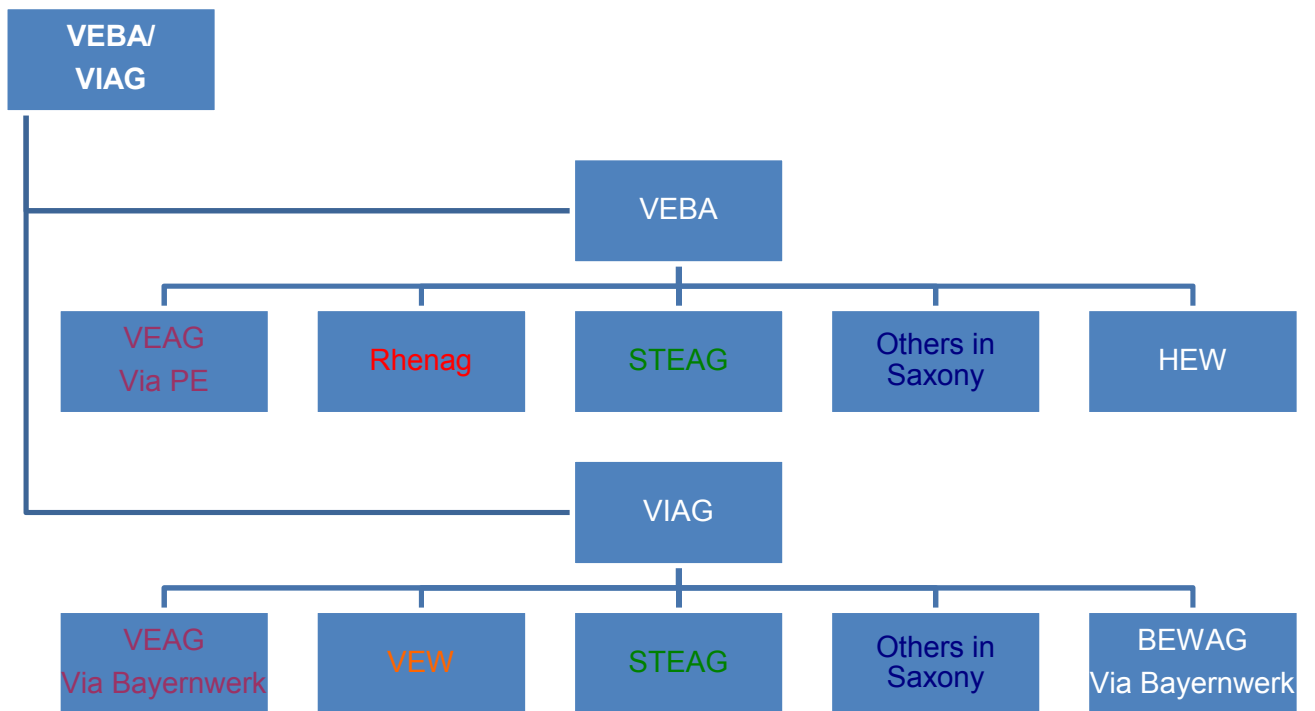 VEBA/
VIAG
VEBA
VEAG
Via PE
Rhenag
STEAG
Others in
Saxony
HEW
VIAG
VEAG
Via Bayernwerk
VEW
STEAG
Others in
Saxony
BEWAG
Via Bayernwerk